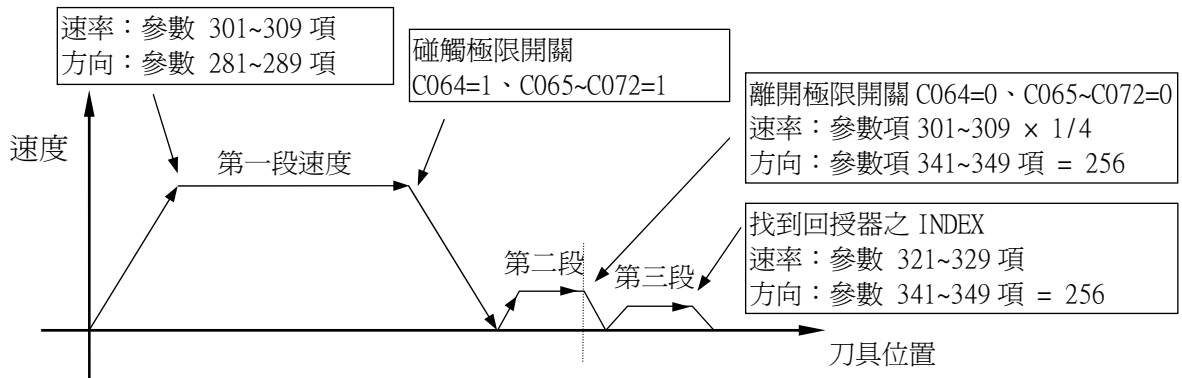 速率：參數 301~309 項
方向：參數 281~289 項
碰觸極限開關
C064=1、C065~C072=1
離開極限開關 C064=0、C065~C072=0
速率：參數項 301~309 × 1/4
方向：參數項 341~349 項 = 256
速度
第一段速度
找到回授器之 INDEX
速率：參數 321~329 項
方向：參數 341~349 項 = 256
第二段
第三段
刀具位置